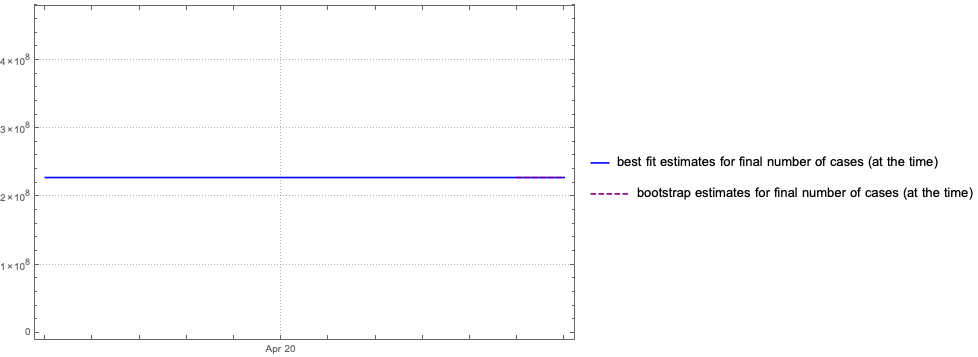 4×10⁸
3×10⁸
2×10⁸
1×10⁸
0
Apr 20
best fit estimates for final number of cases (at the time)
bootstrap estimates for final number of cases (at the time)